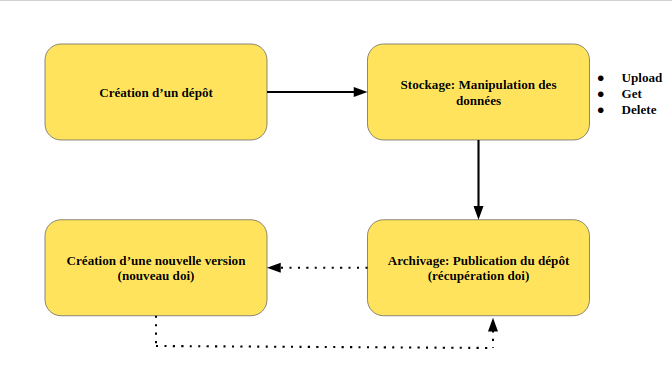 Création d’un dépôt
Stockage: Manipulation des
données
● Upload
● Get
● Delete
Création d’une nouvelle version
(nouveau doi)
Archivage: Publication du dépôt
(récupération doi)